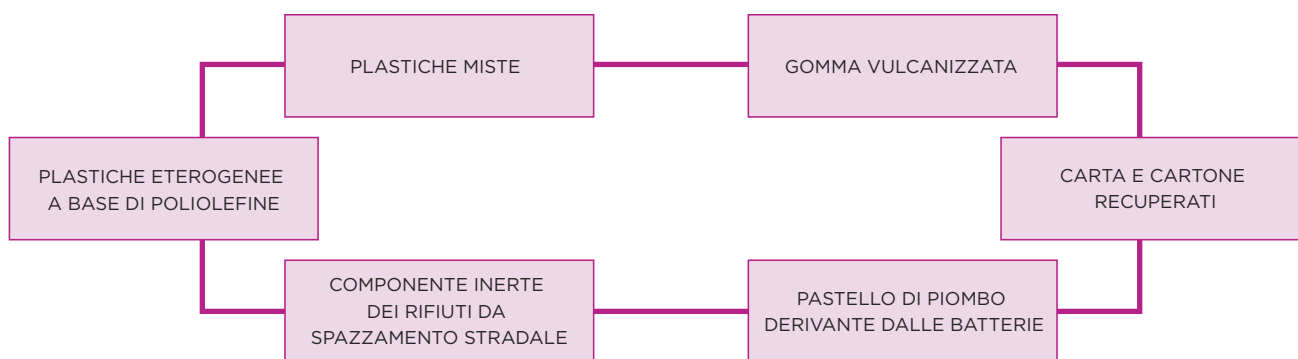 PLASTICHE MISTE
GOMMA VULCANIZZATA
PLASTICHE ETEROGENEE
A BASE DI POLIOLEFINE
CARTA E CARTONE
RECUPERATI
COMPONENTE INERTE
DEI RIFIUTI DA
SPAZZAMENTO STRADALE
PASTELLO DI PIOMBO
DERIVANTE DALLE BATTERIE